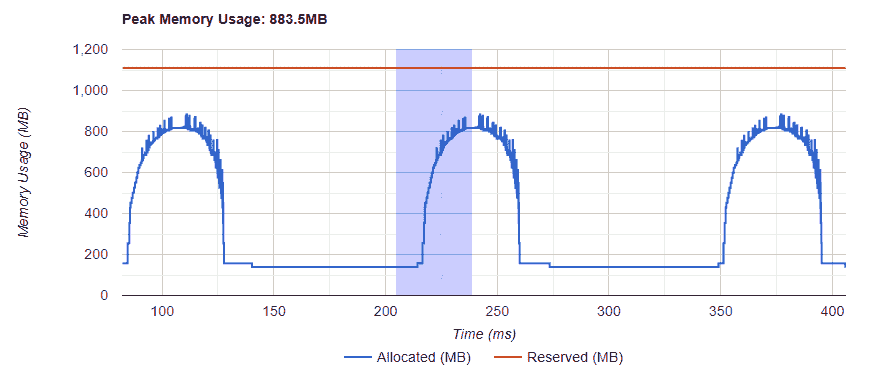 Peak Memory Usage: 883.5MB
1,200
1,000
800
600
400
200
0
Memory Usage (MB)
100 150 200 250 300 350 400
Time (ms)
Allocated (MB) Reserved (MB)